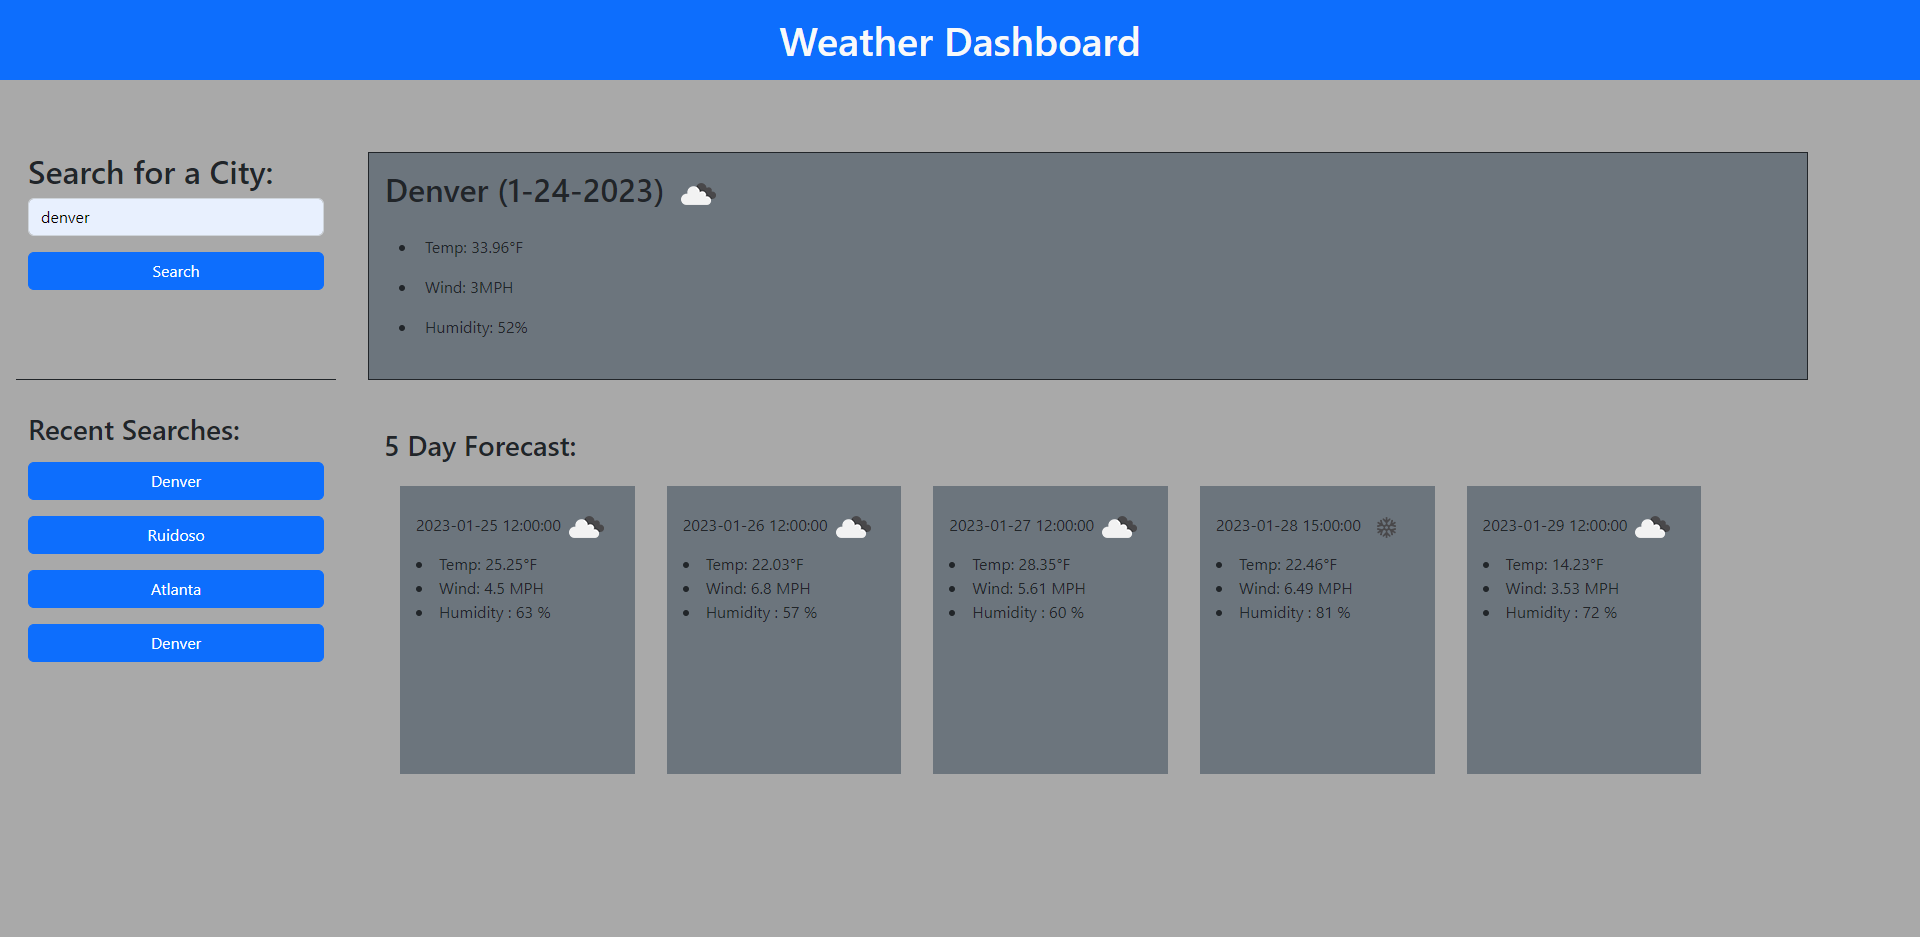 Weather Dashboard
Search for a City:
denver
Search
Recent Searches:
Denver
Ruidoso
Atlanta
Denver
Denver (1-24-2023)
Temp: 33.96°F
Wind: 3MPH
Humidity: 52%
5 Day Forecast:
2023-01-25 12:00:00
Temp: 25.25°F
Wind: 4.5 MPH
Humidity : 63 %
2023-01-26 12:00:00
Temp: 22.03°F
Wind: 6.8 MPH
Humidity : 57 %
2023-01-27 12:00:00
Temp: 28.35°F
Wind: 5.61 MPH
Humidity : 60 %
2023-01-28 15:00:00
Temp: 22.46°F
Wind: 6.49 MPH
Humidity : 81 %
2023-01-29 12:00:00
Temp: 14.23°F
Wind: 3.53 MPH
Humidity : 72 %